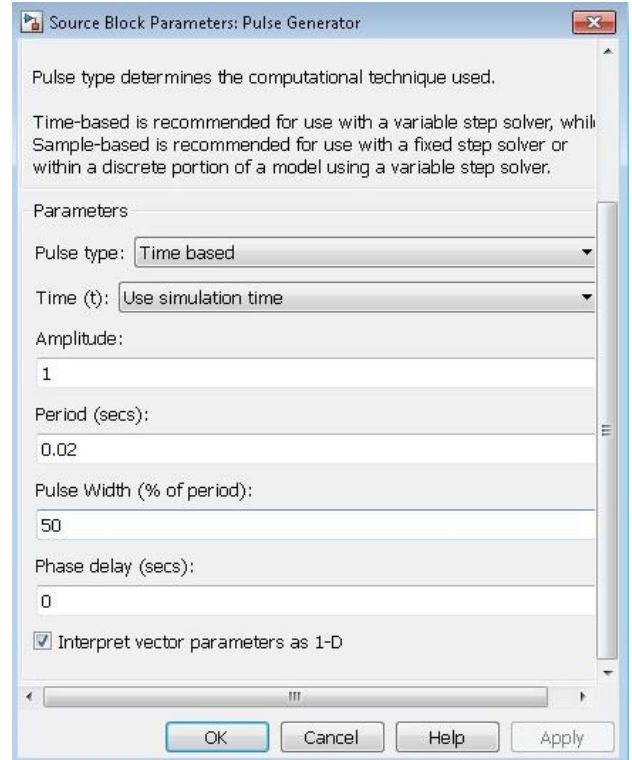 Source Block Parameters: Pulse Generator
Pulse type determines the computational technique used.
Time-based is recommended for use with a variable step solver, while
Sample-based is recommended for use with a fixed step solver or
within a discrete portion of a model using a variable step solver.
Parameters
Pulse type: Time based
Time (t): Use simulation time
Amplitude:
1
Period (secs):
0.02
Pulse Width (% of period):
50
Phase delay (secs):
0
Interpret vector parameters as 1-D
OK Cancel Help Apply